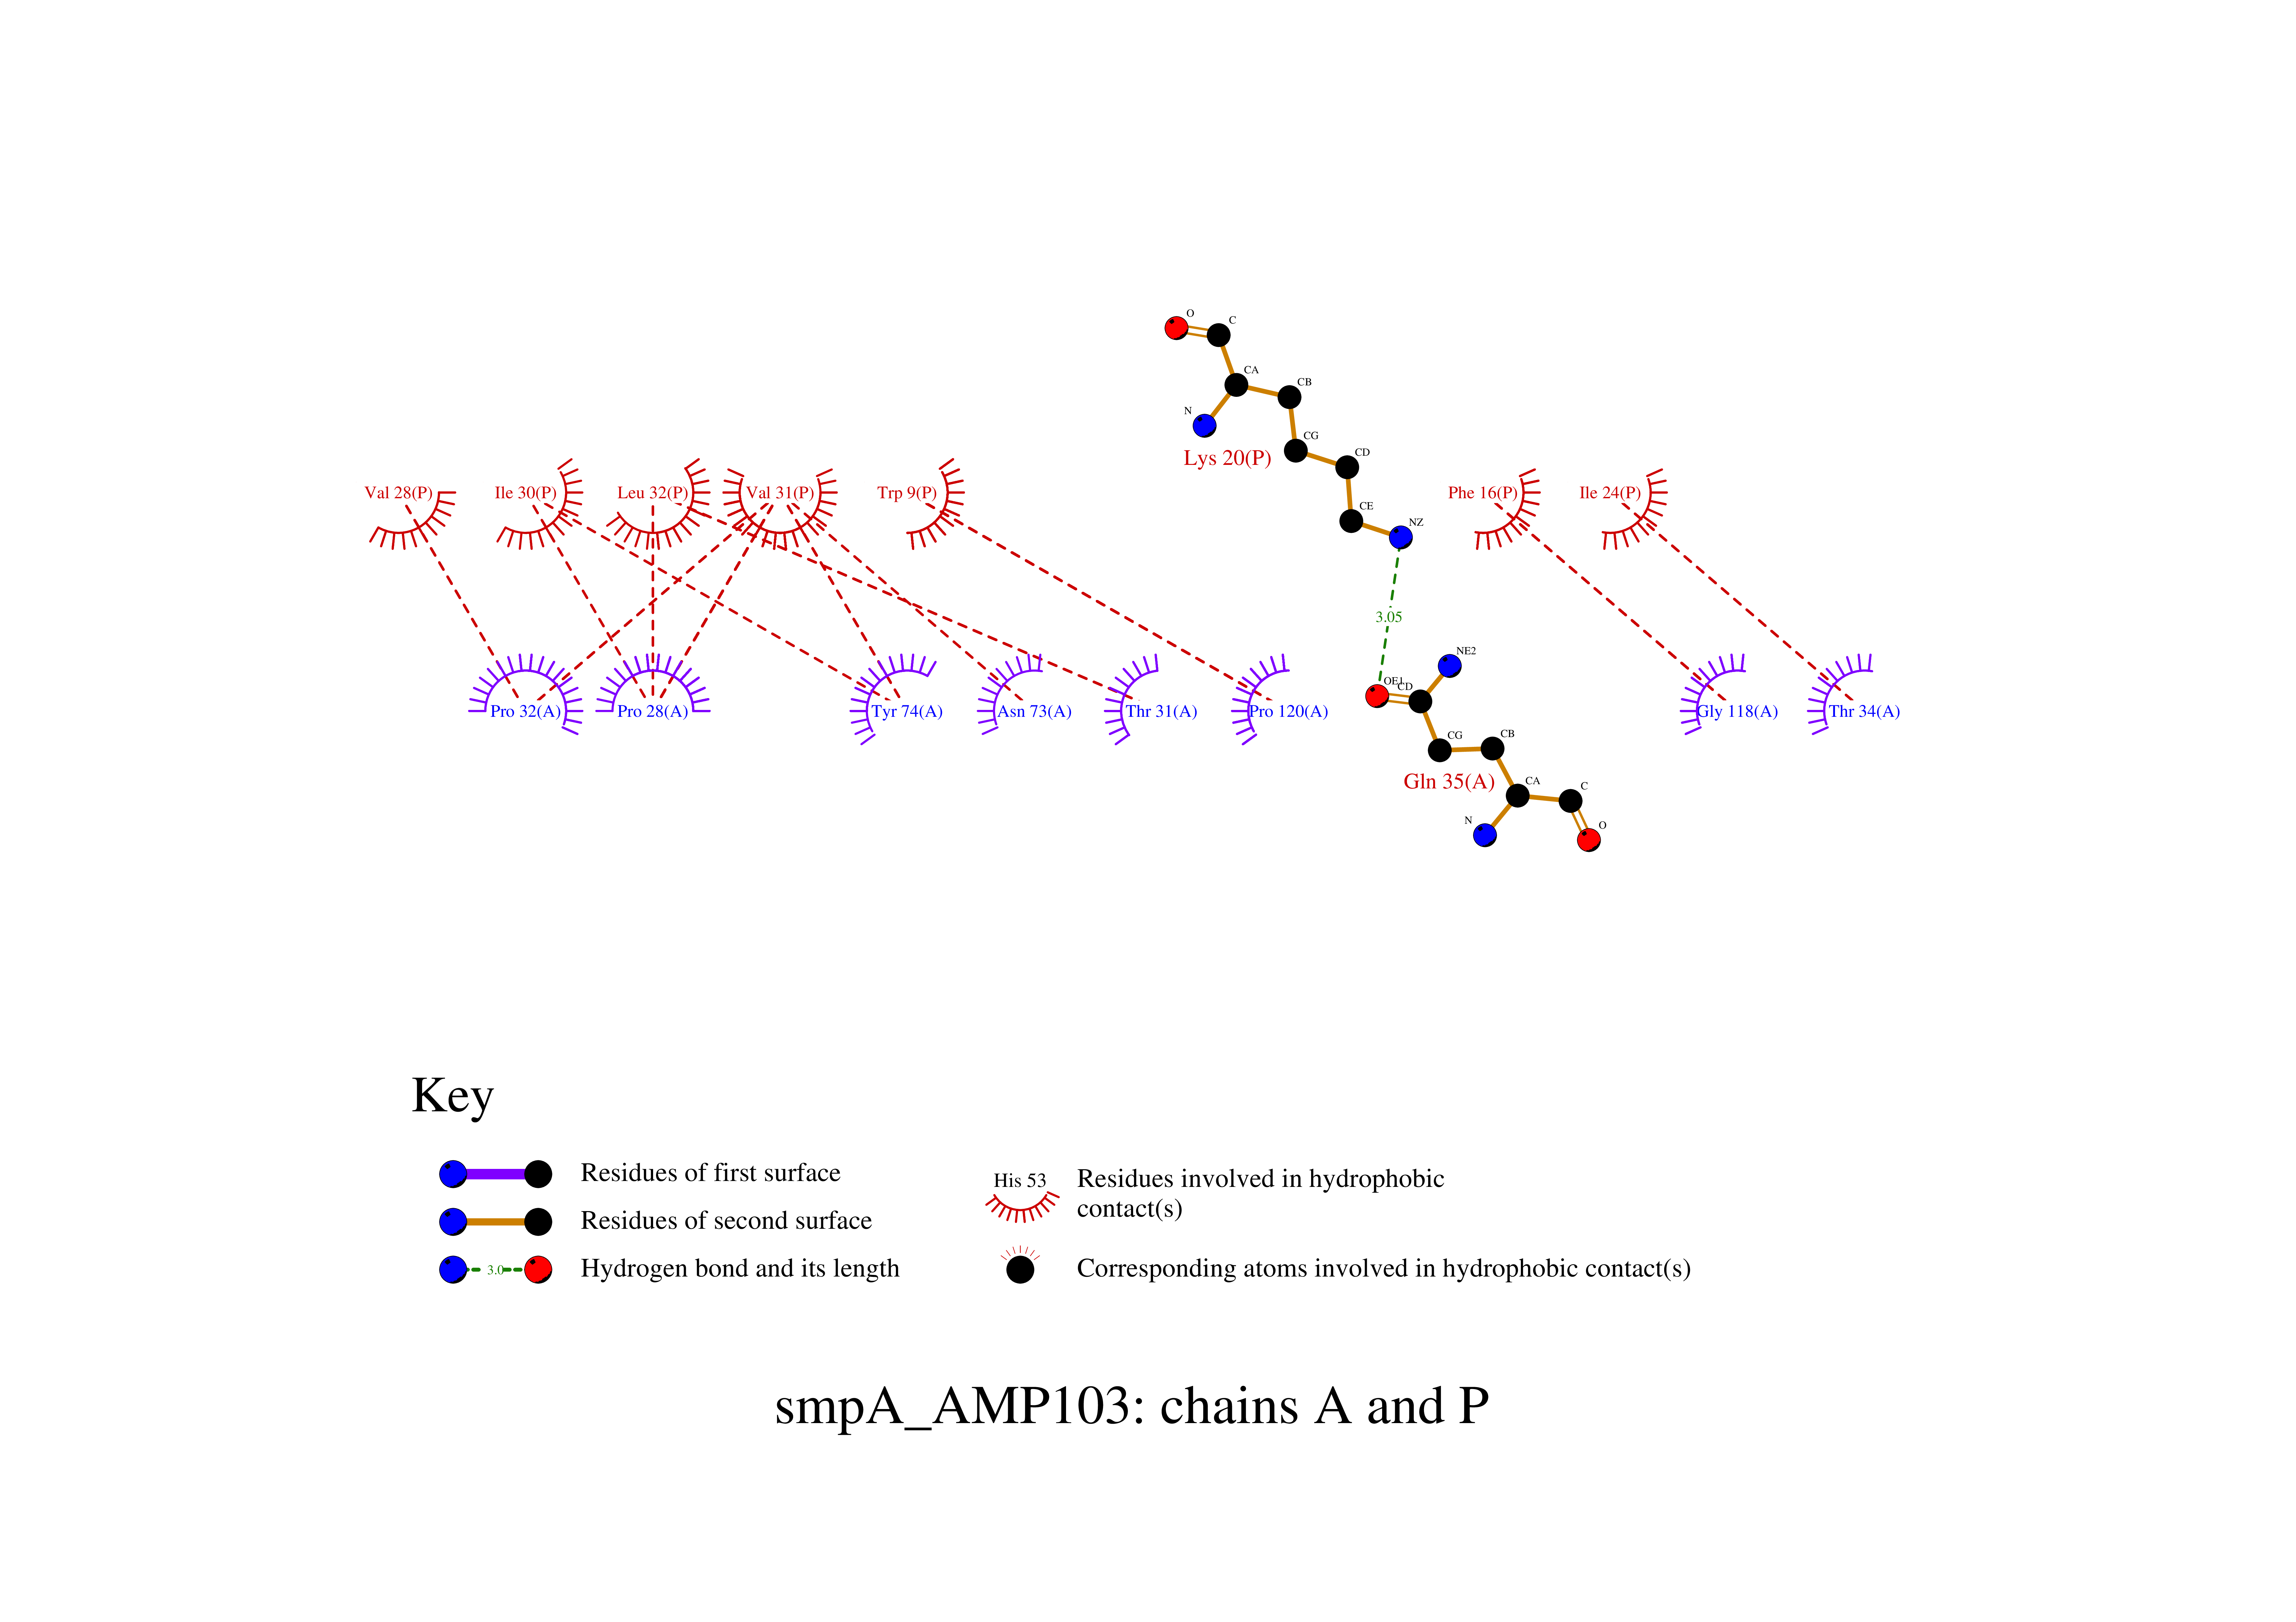 O
C
CA
CB
N
CG
Lys 20(P)
CD
Val 28(P)
Ile 30(P)
Leu 32(P)
Val 31(P)
Trp 9(P)
Phe 16(P)
Ile 24(P)
CE
NZ
3.05
NE2
OE1
CD
Pro 32(A)
Pro 28(A)
Tyr 74(A)
Asn 73(A)
Thr 31(A)
Pro 120(A)
Gly 118(A)
Thr 34(A)
CG
CB
Gln 35(A)
CA
C
N
O
Key
Residues of first surface
Residues of second surface
3.0
Hydrogen bond and its length
His 53
Residues involved in hydrophobic
contact(s)
Corresponding atoms involved in hydrophobic contact(s)
smpA_AMP103: chains A and P